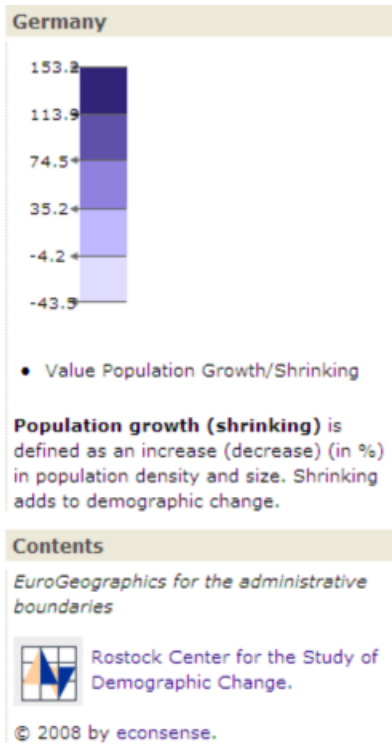 Germany
153.2
113.9
74.5
35.2
-4.2
-43.5
• Value Population Growth/Shrinking
Population growth (shrinking) is
defined as an increase (decrease) (in %)
in population density and size. Shrinking
adds to demographic change.
Contents
EuroGeographics for the administrative
boundaries
Rostock Center for the Study of
Demographic Change.
© 2008 by econsense.